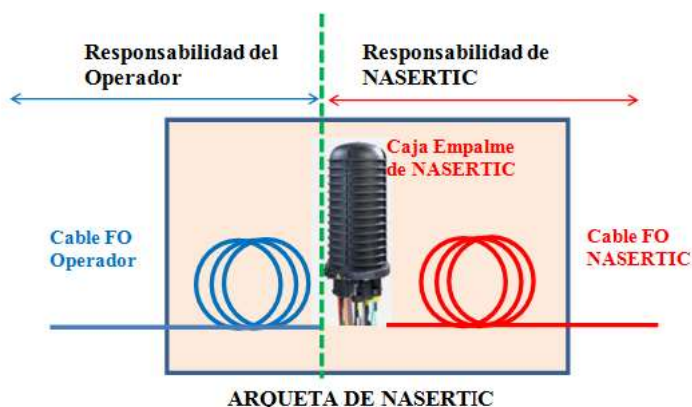 Responsabilidad del
Operador
Responsabilidad de
NASERTIC
Caja Empalme
de NASERTIC
Cable FO
Operador
Cable FO
NASERTIC
ARQUETA DE NASERTIC